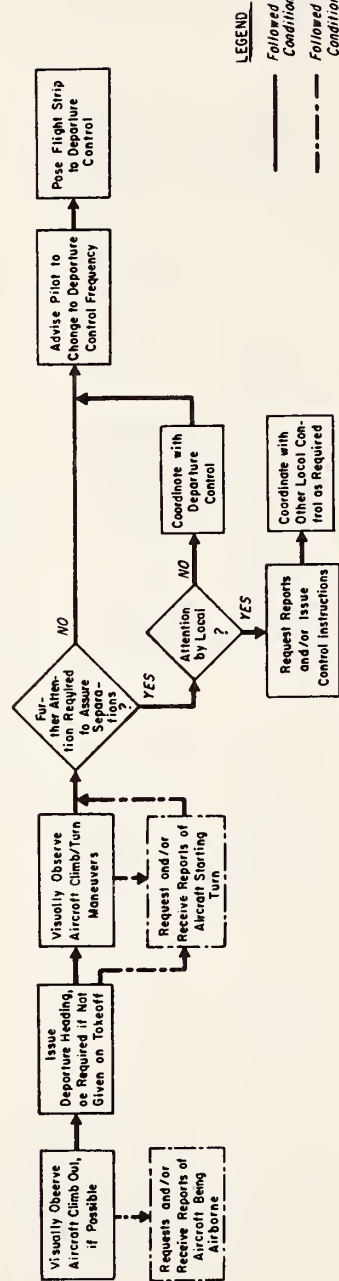 Visually Observe
Aircraft Climb Out,
if Possible
Requests and/or
Receive Reports of
Aircraft Being
Airborne
Issue
Departure Heading,
as Required if Not
Given on Takeoff
Visually Observe
Aircraft Climb/Turn
Maneuvers
Request and/or
Receive Reports of
Aircraft Starting
Turn
Fur-
ther Atten-
tion Required
to Assure
Separa-
tions
?
NO
YES
Attention
by Local
?
NO
YES
Coordinate with
Departure
Control
Request Reports
and/or Issue
Control Instructions
Coordinate with
Other Local Con-
trol as Required
Advise Pilot to
Change to Departure
Control Frequency
Pass Flight Strip
to Departure
Control
LEGEND
Followed
Followed